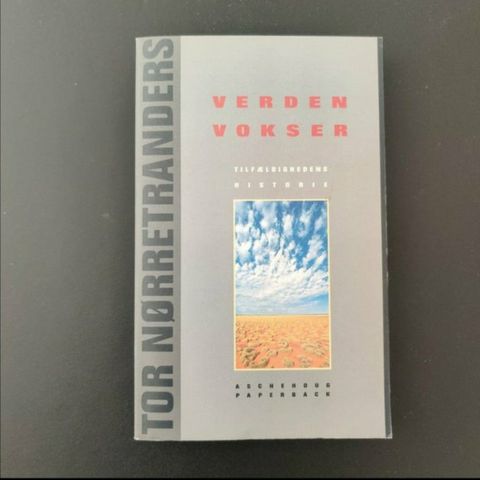 TOR NØRRETRANDERS
VERDEN
VOKSER
TILFÆLDIGHEDENS
HISTORIE
ASCHEHOUG
PAPERBACK